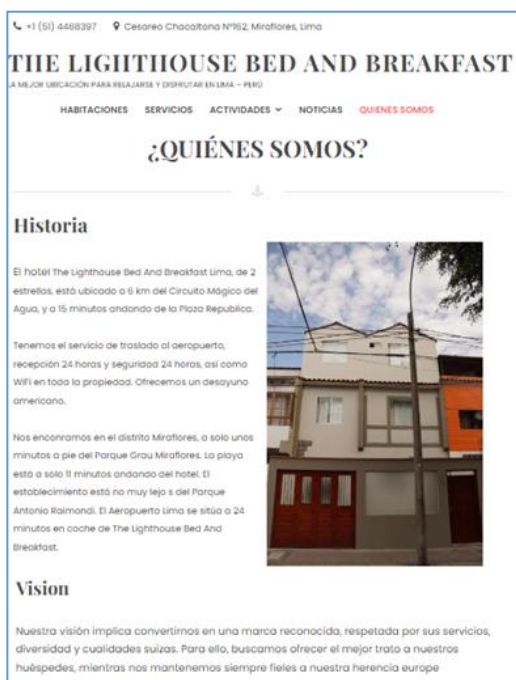 +1 (51) 4468397 Cesareo Chacaltana Nº162, Miraflores, Lima
THE LIGHTHOUSE BED AND BREAKFAST
LA MEJOR UBICACIÓN PARA RELAJARSE Y DISFRUTAR EN LIMA – PERÚ
HABITACIONES SERVICIOS ACTIVIDADES NOTICIAS QUIENES SOMOS
¿QUIÉNES SOMOS?
Historia
El hotel The Lighthouse Bed And Breakfast Lima, de 2
estrellas, está ubicado a 6 km del Circuito Mágico del
Agua, y a 15 minutos andando de la Plaza Republica.
Tenemos el servicio de traslado al aeropuerto,
recepción 24 horas y seguridad 24 horas, así como
WiFi en toda la propiedad. Ofrecemos un desayuno
americano.
Nos enconramos en el distrito Miraflores, a solo unos
minutos a pie del Parque Grau Miraflores. La playa
está a solo 11 minutos andando del hotel. El
establecimiento está no muy lejo s del Parque
Antonio Raimondi. El Aeropuerto Lima se sitúa a 24
minutos en coche de The Lighthouse Bed And
Breakfast.
Vision
Nuestra visión implica convertirnos en una marca reconocida, respetada por sus servicios,
diversidad y cualidades suizas. Para ello, buscamos ofrecer el mejor trato a nuestros
huéspedes, mientras nos mantenemos siempre fieles a nuestra herencia europe